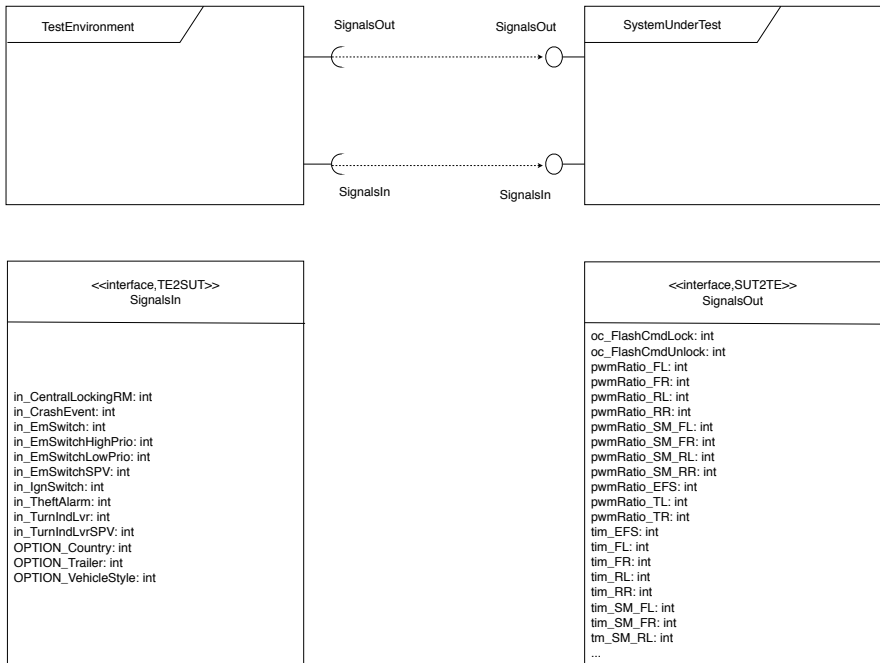 TestEnvironment
SignalsOut
SignalsOut
SystemUnderTest
SignalsIn
SignalsIn
<<interface,TE2SUT>>
SignalsIn
in_CentralLockingRM: int
in_CrashEvent: int
in_EmSwitch: int
in_EmSwitchHighPrio: int
in_EmSwitchLowPrio: int
in_EmSwitchSPV: int
in_IgnSwitch: int
in_TheftAlarm: int
in_TurnIndLvr: int
in_TurnIndLvrSPV: int
OPTION_Country: int
OPTION_Trailer: int
OPTION_VehicleStyle: int
<<interface,SUT2TE>>
SignalsOut
oc_FlashCmdLock: int
oc_FlashCmdUnlock: int
pwmRatio_FL: int
pwmRatio_FR: int
pwmRatio_RL: int
pwmRatio_RR: int
pwmRatio_SM_FL: int
pwmRatio_SM_FR: int
pwmRatio_SM_RL: int
pwmRatio_SM_RR: int
pwmRatio_EFS: int
pwmRatio_TL: int
pwmRatio_TR: int
tim_EFS: int
tim_FL: int
tim_FR: int
tim_RL: int
tim_RR: int
tim_SM_FL: int
tim_SM_FR: int
tm_SM_RL: int
...